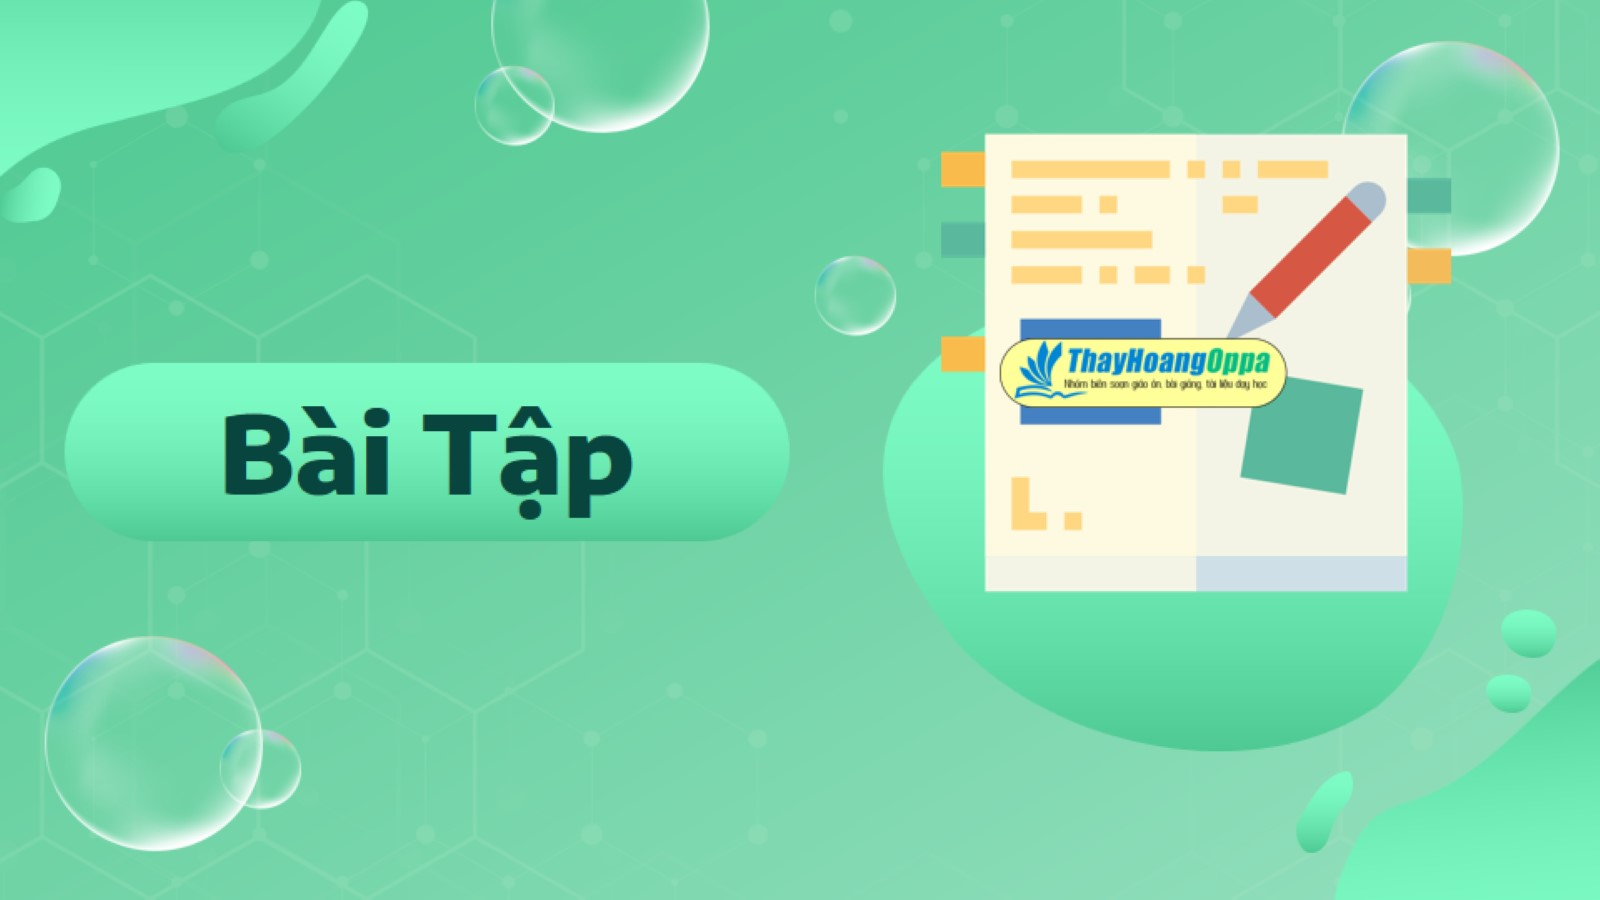 Bài Tập
ThayHoangOppa
Nhóm biên soạn giáo án, bài giảng, tài liệu dạy học